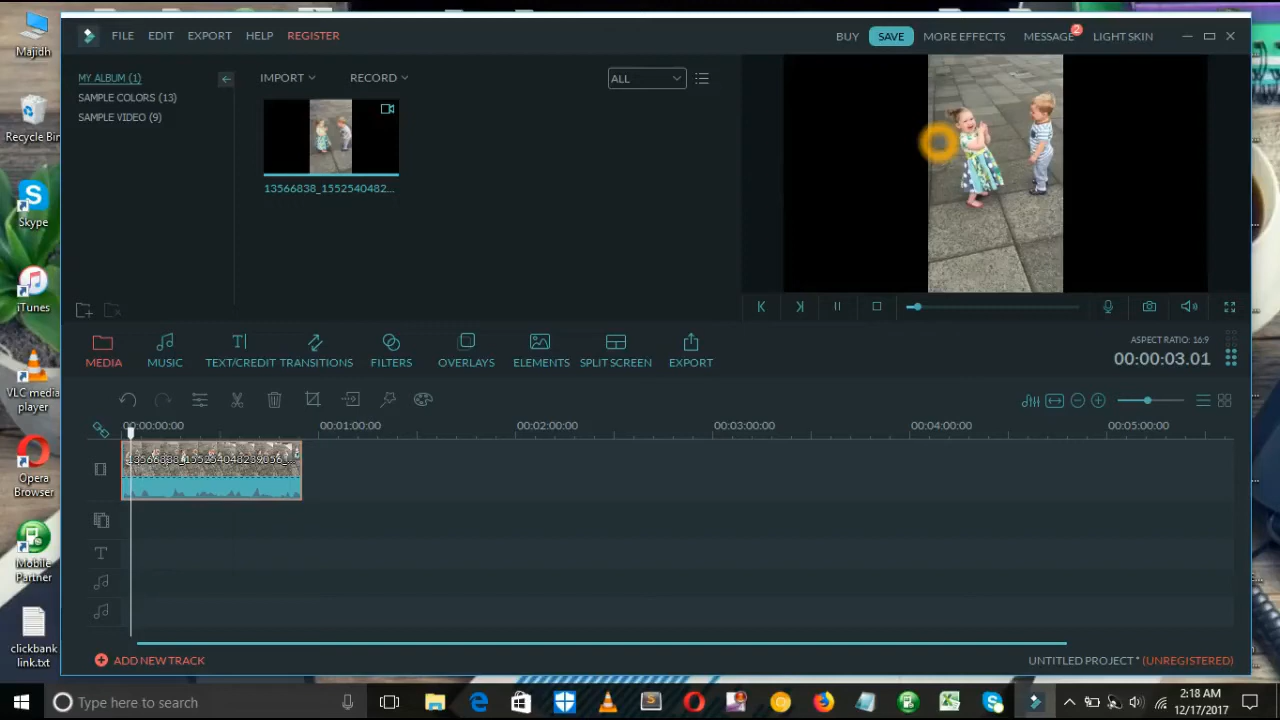 FILE EDIT EXPORT HELP REGISTER BUY SAVE MORE EFFECTS MESSAGE 2 LIGHT SKIN
Majidh
Recycle Bin
Skype
iTunes
VLC media
player
Opera
Browser
Mobile
Partner
clickbank
link.txt
MY ALBUM (1)
SAMPLE COLORS (13)
SAMPLE VIDEO (9)
IMPORT RECORD ALL
13566838_1552540482...
MEDIA MUSIC TEXT/CREDIT TRANSITIONS FILTERS OVERLAYS ELEMENTS SPLIT SCREEN EXPORT
ASPECT RATIO: 16:9
00:00:03.01
00:00:00:00 00:01:00:00 00:02:00:00 00:03:00:00 00:04:00:00 00:05:00:00
13566838_155254048239056_...
T
ADD NEW TRACK
UNTITLED PROJECT * (UNREGISTERED)
Type here to search
2:18 AM
12/17/2017